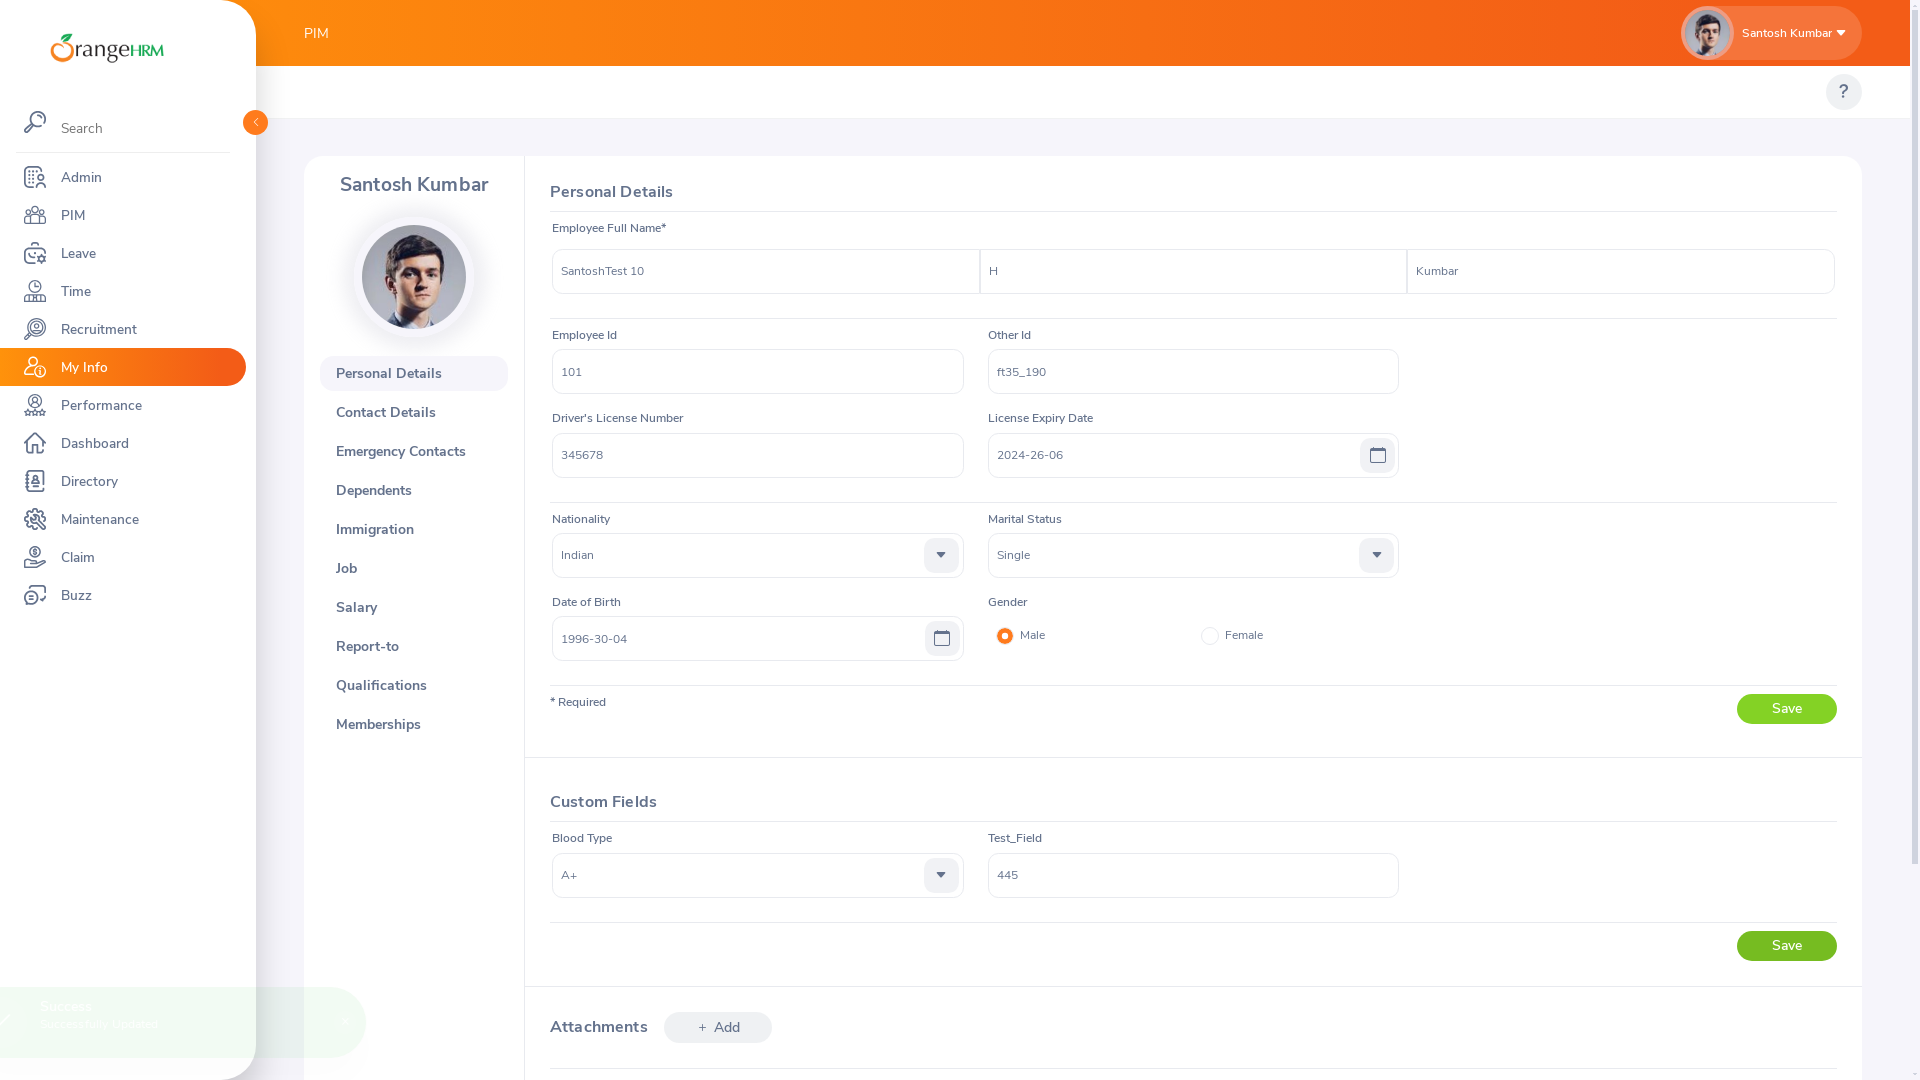 OrangeHRM
PIM
Santosh Kumbar
?
Search
Admin
PIM
Leave
Time
Recruitment
My Info
Performance
Dashboard
Directory
Maintenance
Claim
Buzz
Santosh Kumbar
Personal Details
Contact Details
Emergency Contacts
Dependents
Immigration
Job
Salary
Report-to
Qualifications
Memberships
Personal Details
Employee Full Name*
SantoshTest 10
H
Kumbar
Employee Id
Other Id
101
ft35_190
Driver's License Number
License Expiry Date
345678
2024-26-06
Nationality
Marital Status
Indian
Single
Date of Birth
Gender
1996-30-04
Male
Female
* Required
Save
Custom Fields
Blood Type
Test_Field
A+
445
Save
Attachments
+ Add
Success
Successfully Updated